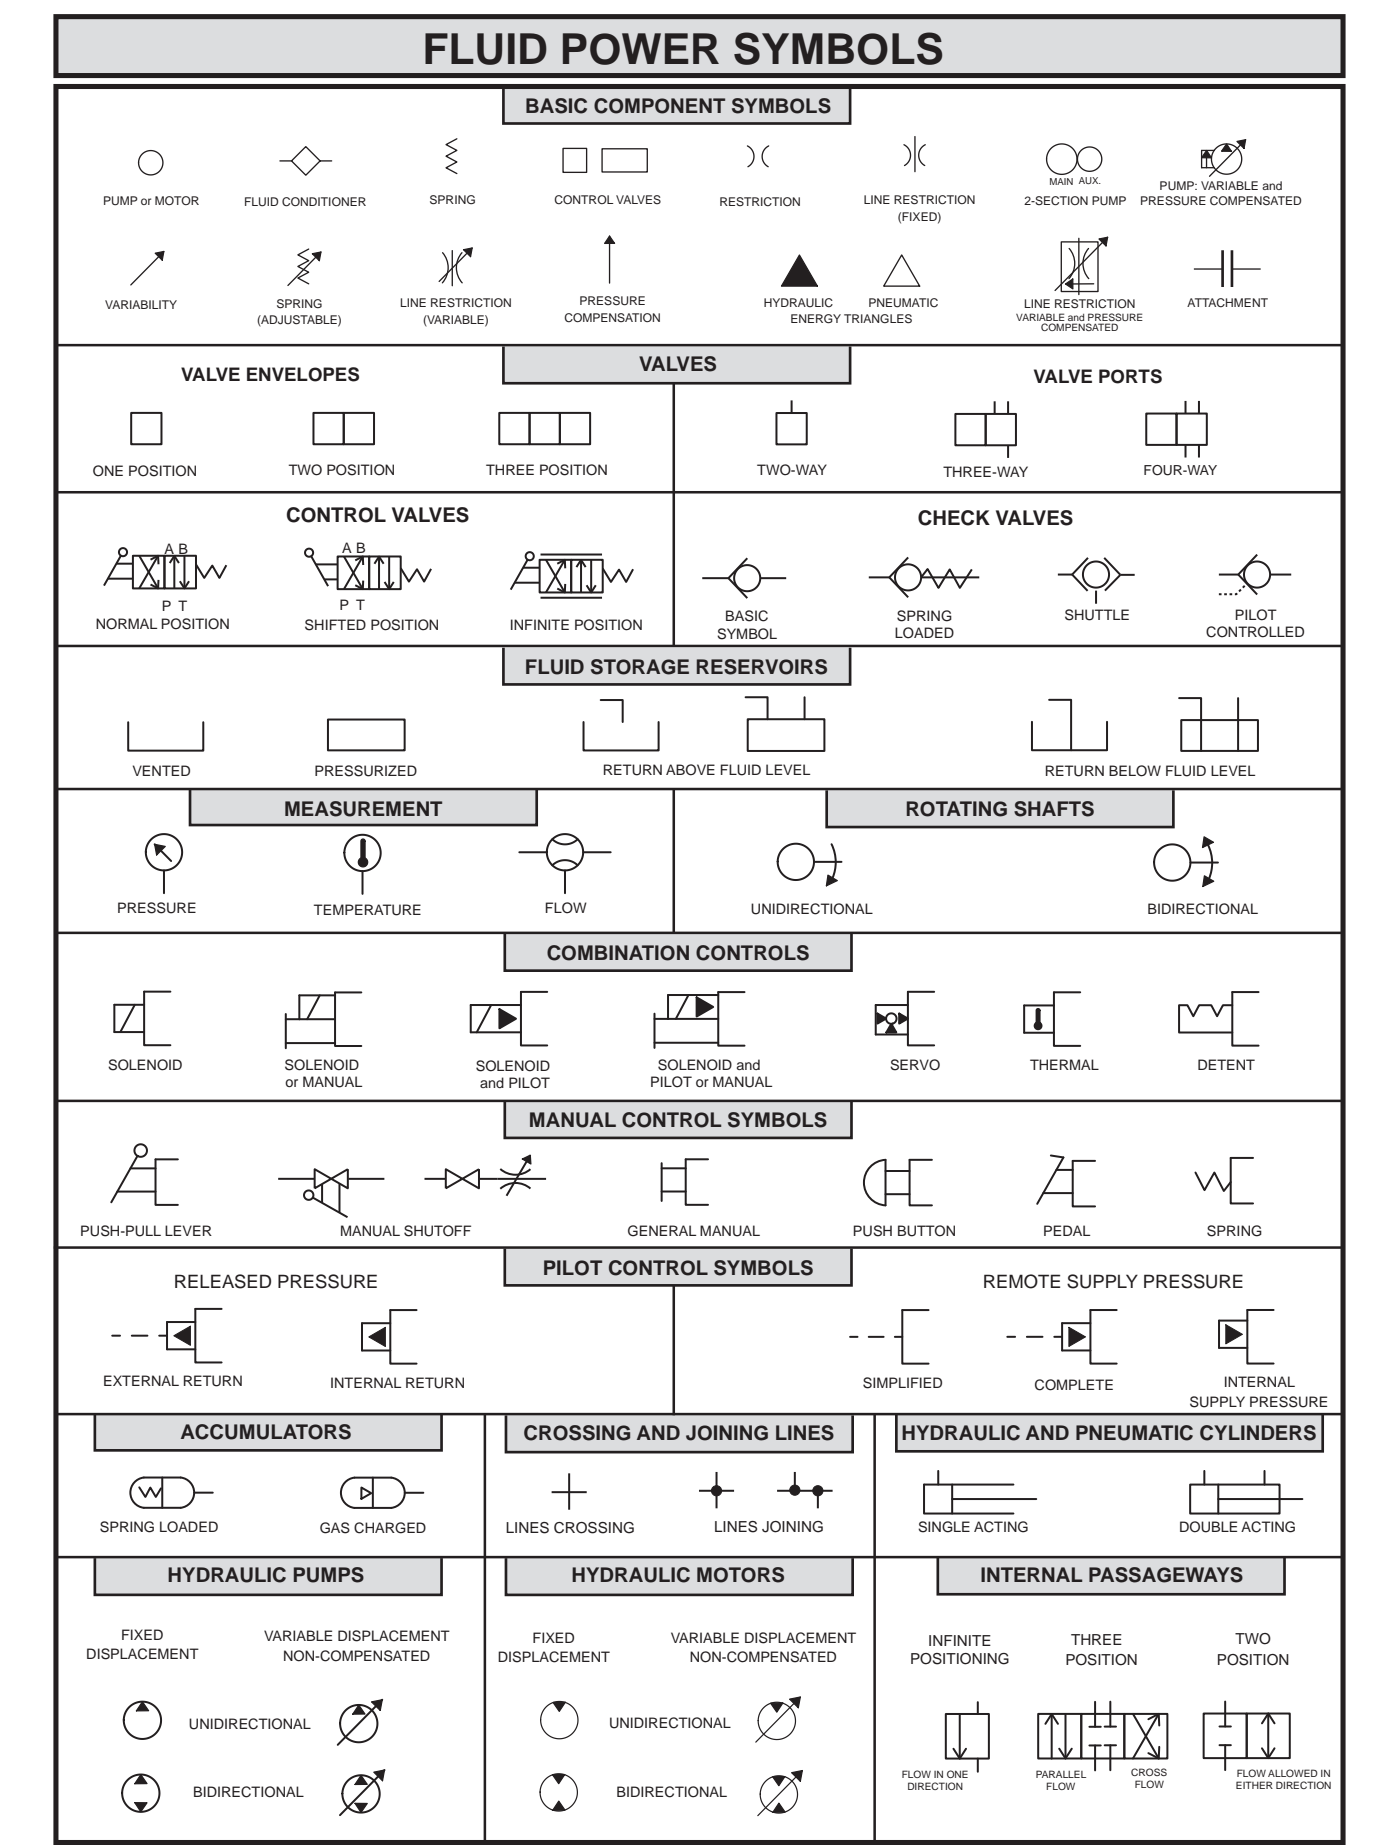 FLUID POWER SYMBOLS
BASIC COMPONENT SYMBOLS
MAIN AUX.
PUMP or MOTOR
FLUID CONDITIONER
SPRING
CONTROL VALVES
RESTRICTION
LINE RESTRICTION
(FIXED)
2-SECTION PUMP
PUMP: VARIABLE and
PRESSURE COMPENSATED
VARIABILITY
SPRING
(ADJUSTABLE)
LINE RESTRICTION
(VARIABLE)
PRESSURE
COMPENSATION
HYDRAULIC PNEUMATIC
ENERGY TRIANGLES
LINE RESTRICTION
VARIABLE and PRESSURE
COMPENSATED
ATTACHMENT
VALVES
VALVE ENVELOPES
ONE POSITION
TWO POSITION
THREE POSITION
VALVE PORTS
TWO-WAY
THREE-WAY
FOUR-WAY
CONTROL VALVES
A B
P T
NORMAL POSITION
A B
P T
SHIFTED POSITION
INFINITE POSITION
CHECK VALVES
BASIC
SYMBOL
SPRING
LOADED
SHUTTLE
PILOT
CONTROLLED
FLUID STORAGE RESERVOIRS
VENTED
PRESSURIZED
RETURN ABOVE FLUID LEVEL
RETURN BELOW FLUID LEVEL
MEASUREMENT
PRESSURE
TEMPERATURE
FLOW
ROTATING SHAFTS
UNIDIRECTIONAL
BIDIRECTIONAL
COMBINATION CONTROLS
SOLENOID
SOLENOID
or MANUAL
SOLENOID
and PILOT
SOLENOID and
PILOT or MANUAL
SERVO
THERMAL
DETENT
MANUAL CONTROL SYMBOLS
PUSH-PULL LEVER
MANUAL SHUTOFF
GENERAL MANUAL
PUSH BUTTON
PEDAL
SPRING
PILOT CONTROL SYMBOLS
RELEASED PRESSURE
EXTERNAL RETURN
INTERNAL RETURN
REMOTE SUPPLY PRESSURE
SIMPLIFIED
COMPLETE
INTERNAL
SUPPLY PRESSURE
ACCUMULATORS
SPRING LOADED
GAS CHARGED
CROSSING AND JOINING LINES
LINES CROSSING
LINES JOINING
HYDRAULIC AND PNEUMATIC CYLINDERS
SINGLE ACTING
DOUBLE ACTING
HYDRAULIC PUMPS
FIXED
DISPLACEMENT
VARIABLE DISPLACEMENT
NON-COMPENSATED
UNIDIRECTIONAL
BIDIRECTIONAL
HYDRAULIC MOTORS
FIXED
DISPLACEMENT
VARIABLE DISPLACEMENT
NON-COMPENSATED
UNIDIRECTIONAL
BIDIRECTIONAL
INTERNAL PASSAGEWAYS
INFINITE
POSITIONING
THREE
POSITION
TWO
POSITION
FLOW IN ONE
DIRECTION
PARALLEL
FLOW
CROSS
FLOW
FLOW ALLOWED IN
EITHER DIRECTION